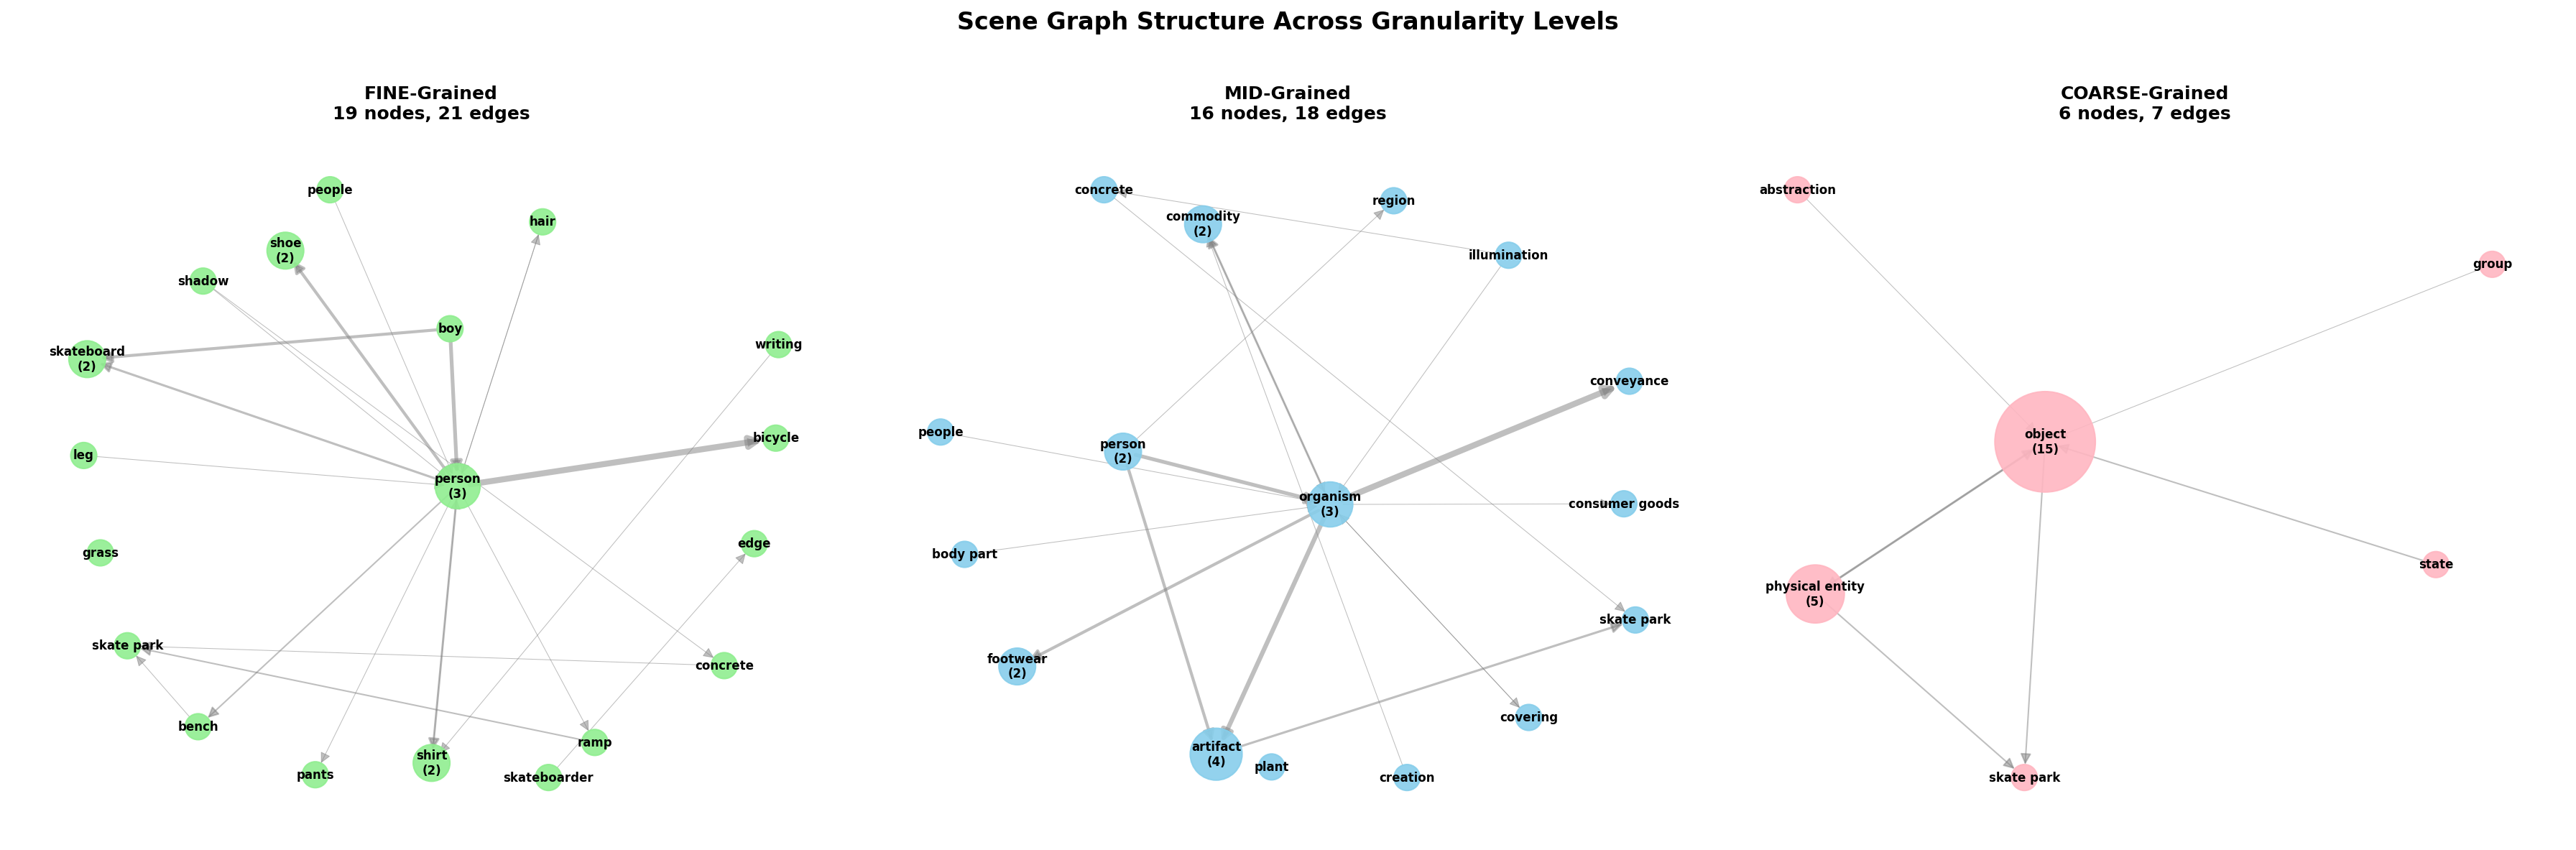 Scene Graph Structure Across Granularity Levels
FINE-Grained
19 nodes, 21 edges
people
hair
shoe
(2)
shadow
boy
writing
skateboard
(2)
bicycle
leg
person
(3)
edge
grass
skate park
concrete
bench
ramp
shirt
(2)
pants
skateboarder
MID-Grained
16 nodes, 18 edges
concrete
region
commodity
(2)
illumination
conveyance
people
person
(2)
organism
(3)
consumer goods
body part
skate park
footwear
(2)
covering
artifact
(4)
plant
creation
COARSE-Grained
6 nodes, 7 edges
abstraction
group
object
(15)
state
physical entity
(5)
skate park